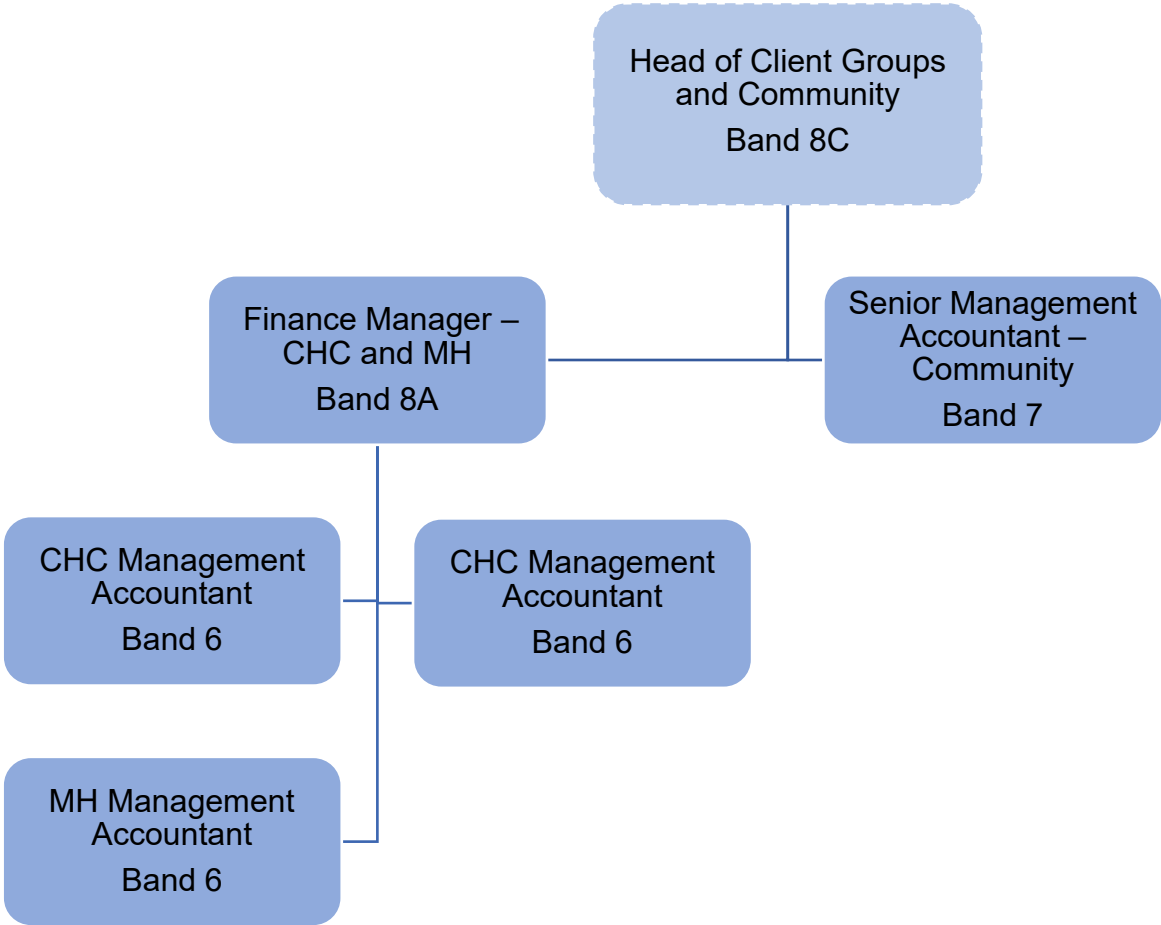 Head of Client Groups
and Community
Band 8C
Finance Manager –
CHC and MH
Band 8A
Senior Management
Accountant –
Community
Band 7
CHC Management
Accountant
Band 6
CHC Management
Accountant
Band 6
MH Management
Accountant
Band 6